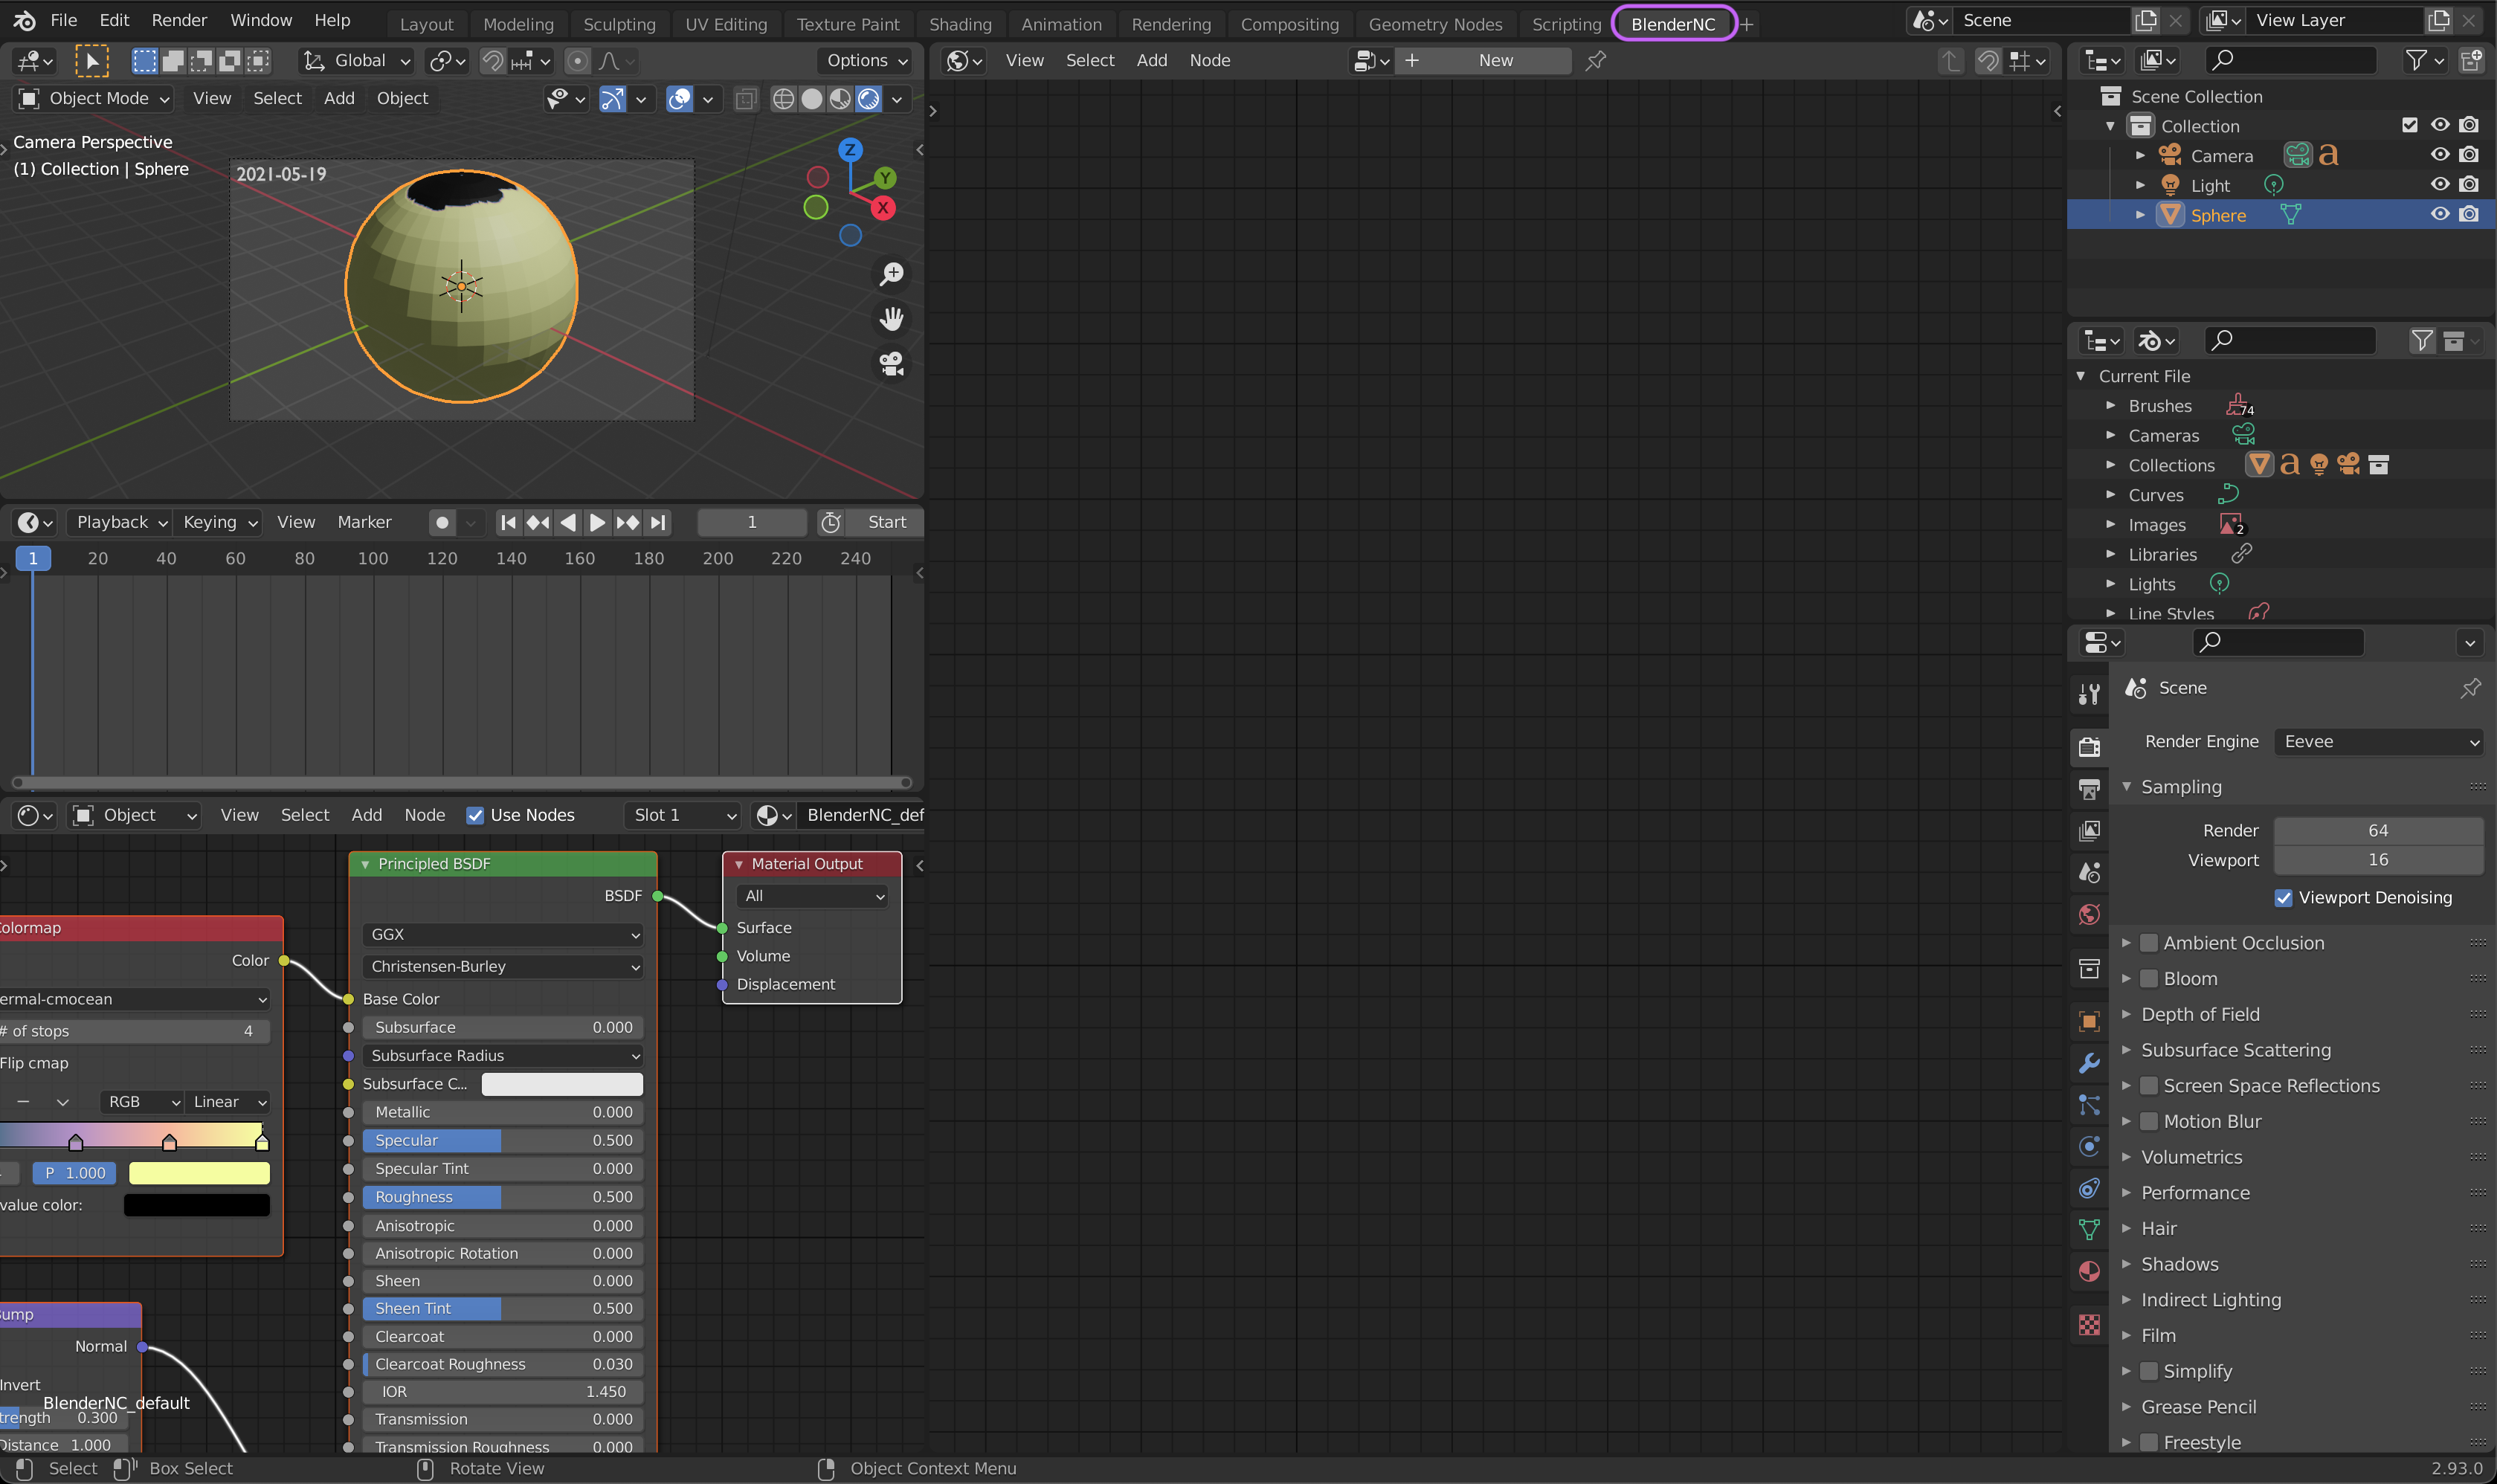 File Edit Render Window Help Layout Modeling Sculpting UV Editing Texture Paint Shading Animation Rendering Compositing Geometry Nodes Scripting BlenderNC + Scene View Layer
Global Options
Object Mode View Select Add Object
Camera Perspective
(1) Collection | Sphere
2021-05-19
Z
Y
X
Playback Keying View Marker 1 Start
1 20 40 60 80 100 120 140 160 180 200 220 240
Object View Select Add Node Use Nodes Slot 1 BlenderNC_def
olormap
Color
ermal-cmocean
# of stops 4
Flip cmap
RGB Linear
P 1.000
value color:
ump
Normal
Invert
BlenderNC_default
trength 0.300
Distance 1.000
Principled BSDF
BSDF
GGX
Christensen-Burley
Base Color
Subsurface 0.000
Subsurface Radius
Subsurface C...
Metallic 0.000
Specular 0.500
Specular Tint 0.000
Roughness 0.500
Anisotropic 0.000
Anisotropic Rotation 0.000
Sheen 0.000
Sheen Tint 0.500
Clearcoat 0.000
Clearcoat Roughness 0.030
IOR 1.450
Transmission 0.000
Transmission Roughness 0.000
Material Output
All
Surface
Volume
Displacement
View Select Add Node + New
Scene Collection
Collection
Camera a
Light
Sphere
Current File
Brushes 74
Cameras
Collections a
Curves
Images 2
Libraries
Lights
Line Styles
Scene
Render Engine Eevee
Sampling
Render 64
Viewport 16
Viewport Denoising
Ambient Occlusion
Bloom
Depth of Field
Subsurface Scattering
Screen Space Reflections
Motion Blur
Volumetrics
Performance
Hair
Shadows
Indirect Lighting
Film
Simplify
Grease Pencil
Freestyle
Select Box Select Rotate View Object Context Menu 2.93.0